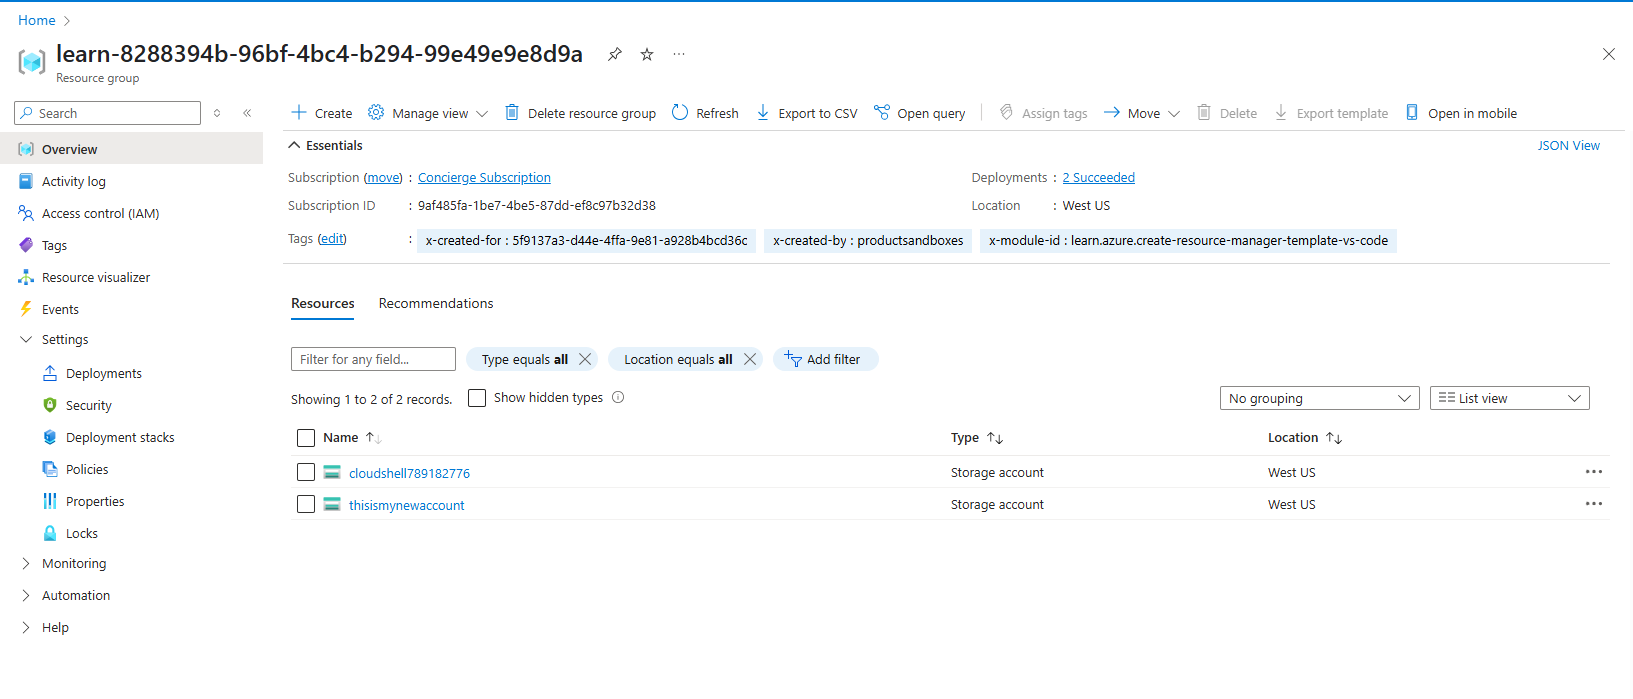 Home
learn-8288394b-96bf-4bc4-b294-99e49e9e8d9a
Resource group
Search
Overview
Activity log
Access control (IAM)
Tags
Resource visualizer
Events
Settings
Deployments
Security
Deployment stacks
Policies
Properties
Locks
Monitoring
Automation
Help
Create Manage view Delete resource group Refresh Export to CSV Open query Assign tags Move Delete Export template Open in mobile
Essentials JSON View
Subscription (move) : Concierge Subscription Deployments : 2 Succeeded
Subscription ID : 9af485fa-1be7-4be5-87dd-ef8c97b32d38 Location : West US
Tags (edit) : x-created-for : 5f9137a3-d44e-4ffa-9e81-a928b4bcd36c x-created-by : productsandboxes x-module-id : learn.azure.create-resource-manager-template-vs-code
Resources Recommendations
Filter for any field... Type equals all Location equals all Add filter
Showing 1 to 2 of 2 records. Show hidden types No grouping List view
Name Type Location
cloudshell789182776 Storage account West US
thisismynewaccount Storage account West US